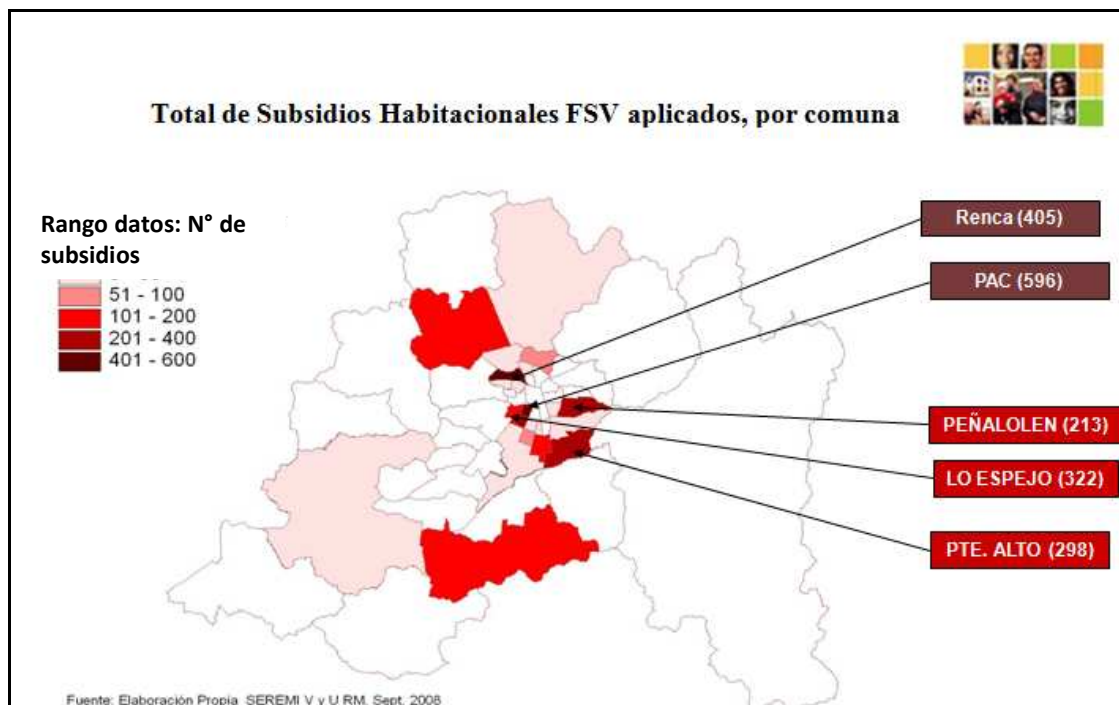 Total de Subsidios Habitacionales FSV aplicados, por comuna
Rango datos: N° de
subsidios
51 - 100
101 - 200
201 - 400
401 - 600
Renca (405)
PAC (596)
PEÑALOLEN (213)
LO ESPEJO (322)
PTE. ALTO (298)
Fuente: Elaboración Propia SEREMI V y U RM, Sept. 2008